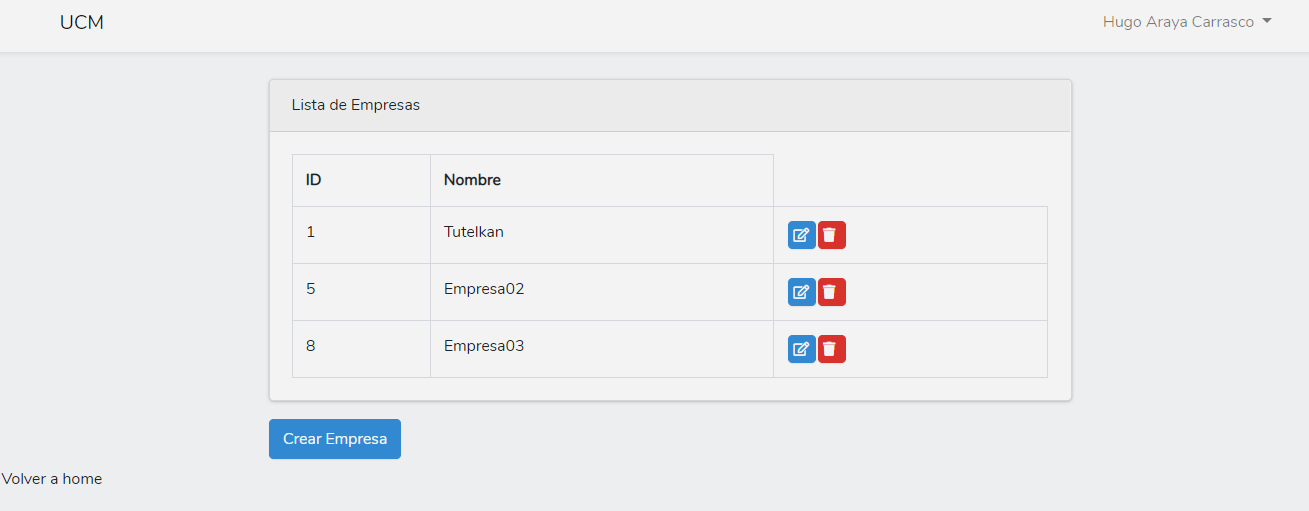 UCM
Hugo Araya Carrasco
Lista de Empresas
ID Nombre
1 Tutelkan
5 Empresa02
8 Empresa03
Crear Empresa
Volver a home